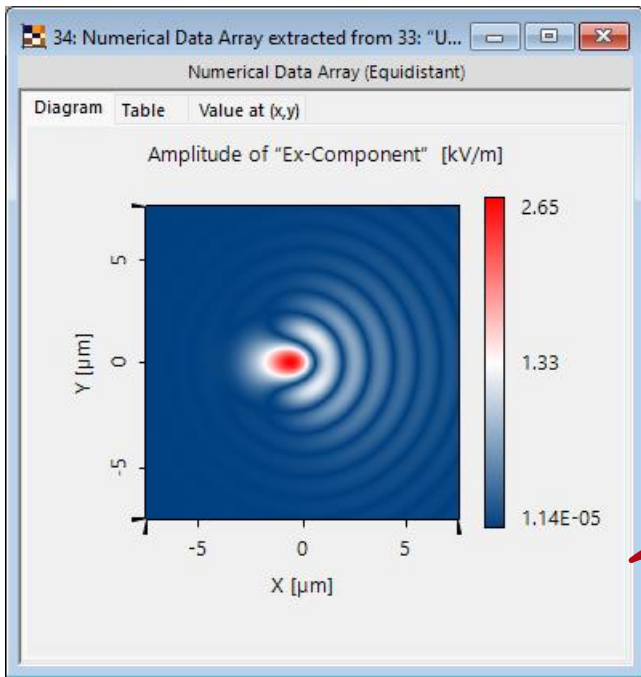 34: Numerical Data Array extracted from 33: "U...
Numerical Data Array (Equidistant)
Diagram Table Value at (x,y)
Amplitude of "Ex-Component" [kV/m]
2.65
1.33
1.14E-05
Y [µm]
5
0
-5
-5 0 5
X [µm]